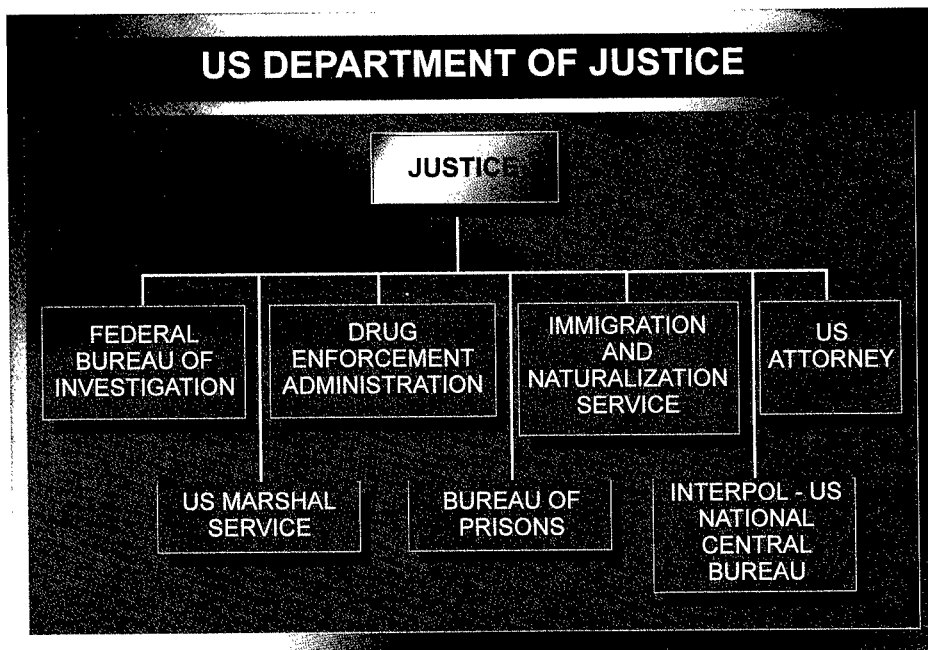 US DEPARTMENT OF JUSTICE
JUSTICE
FEDERAL
BUREAU OF
INVESTIGATION
DRUG
ENFORCEMENT
ADMINISTRATION
IMMIGRATION
AND
NATURALIZATION
SERVICE
US
ATTORNEY
US MARSHAL
SERVICE
BUREAU OF
PRISONS
INTERPOL - US
NATIONAL
CENTRAL
BUREAU